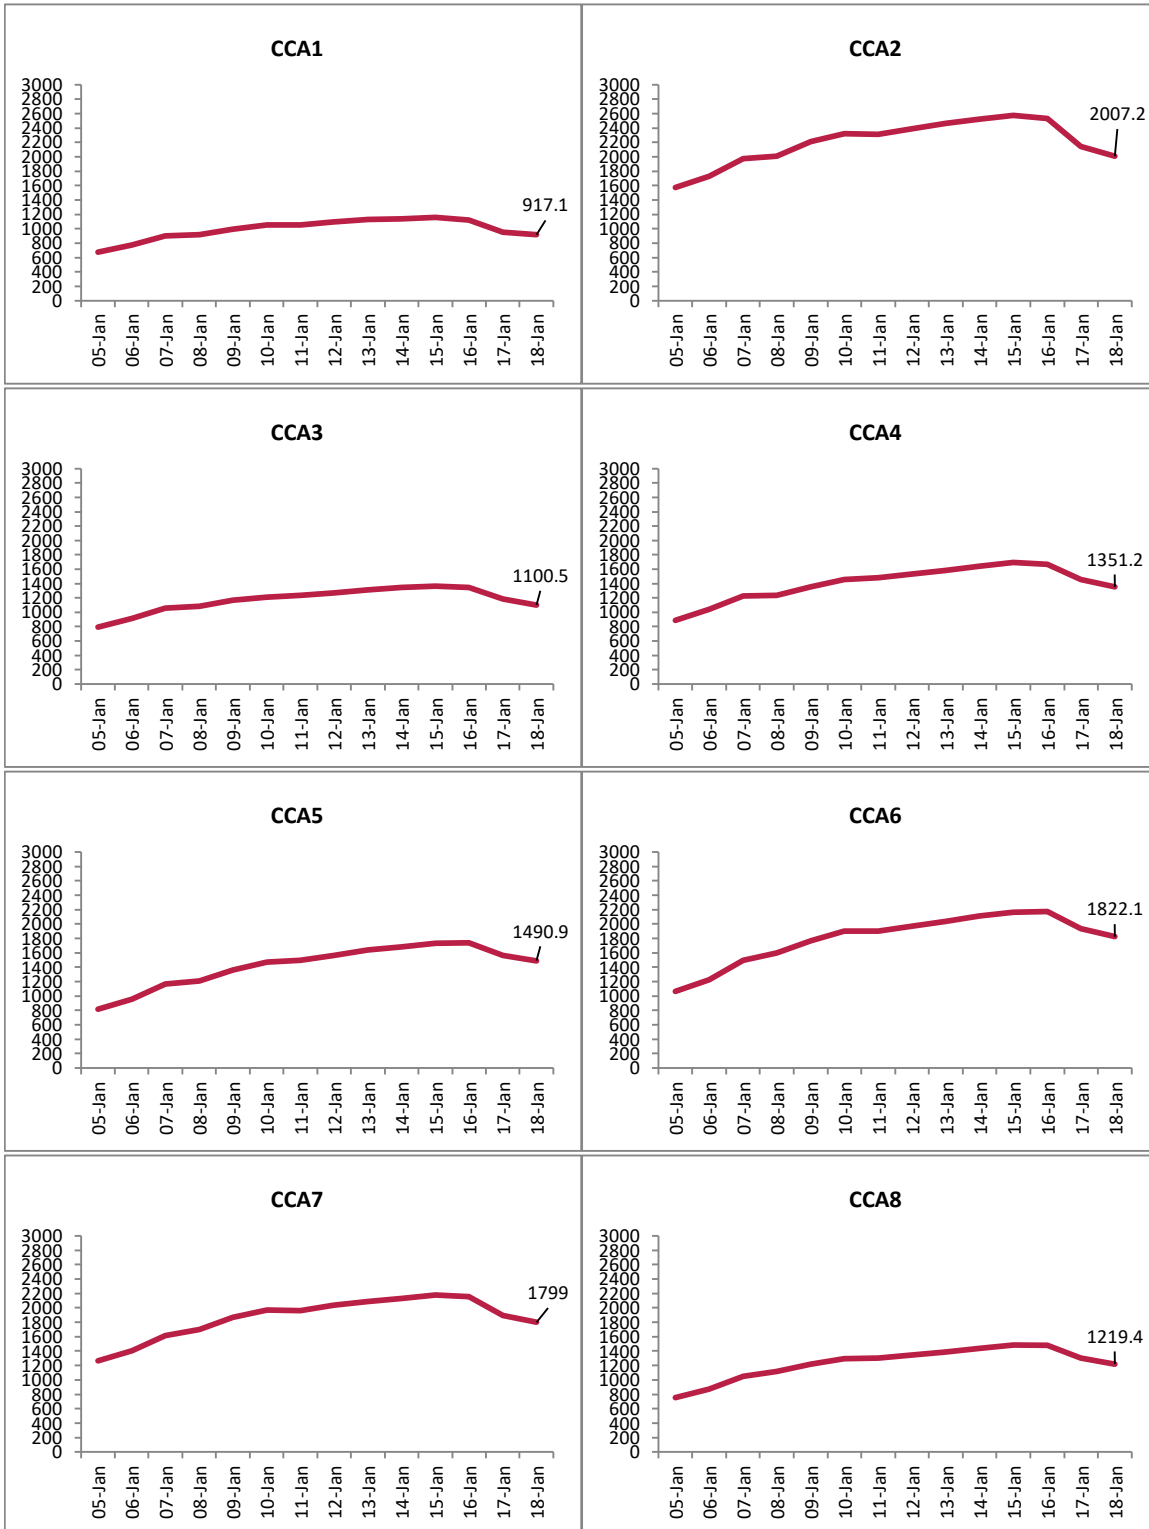 CCA1
3000
2800
2600
2400
2200
2000
1800
1600
1400
1200
1000
800
600
400
200
0
917.1
05-Jan
06-Jan
07-Jan
08-Jan
09-Jan
10-Jan
11-Jan
12-Jan
13-Jan
14-Jan
15-Jan
16-Jan
17-Jan
18-Jan
CCA2
3000
2800
2600
2400
2200
2000
1800
1600
1400
1200
1000
800
600
400
200
0
2007.2
05-Jan
06-Jan
07-Jan
08-Jan
09-Jan
10-Jan
11-Jan
12-Jan
13-Jan
14-Jan
15-Jan
16-Jan
17-Jan
18-Jan
CCA3
3000
2800
2600
2400
2200
2000
1800
1600
1400
1200
1000
800
600
400
200
0
1100.5
05-Jan
06-Jan
07-Jan
08-Jan
09-Jan
10-Jan
11-Jan
12-Jan
13-Jan
14-Jan
15-Jan
16-Jan
17-Jan
18-Jan
CCA4
3000
2800
2600
2400
2200
2000
1800
1600
1400
1200
1000
800
600
400
200
0
1351.2
05-Jan
06-Jan
07-Jan
08-Jan
09-Jan
10-Jan
11-Jan
12-Jan
13-Jan
14-Jan
15-Jan
16-Jan
17-Jan
18-Jan
CCA5
3000
2800
2600
2400
2200
2000
1800
1600
1400
1200
1000
800
600
400
200
0
1490.9
05-Jan
06-Jan
07-Jan
08-Jan
09-Jan
10-Jan
11-Jan
12-Jan
13-Jan
14-Jan
15-Jan
16-Jan
17-Jan
18-Jan
CCA6
3000
2800
2600
2400
2200
2000
1800
1600
1400
1200
1000
800
600
400
200
0
1822.1
05-Jan
06-Jan
07-Jan
08-Jan
09-Jan
10-Jan
11-Jan
12-Jan
13-Jan
14-Jan
15-Jan
16-Jan
17-Jan
18-Jan
CCA7
3000
2800
2600
2400
2200
2000
1800
1600
1400
1200
1000
800
600
400
200
0
1799
05-Jan
06-Jan
07-Jan
08-Jan
09-Jan
10-Jan
11-Jan
12-Jan
13-Jan
14-Jan
15-Jan
16-Jan
17-Jan
18-Jan
CCA8
3000
2800
2600
2400
2200
2000
1800
1600
1400
1200
1000
800
600
400
200
0
1219.4
05-Jan
06-Jan
07-Jan
08-Jan
09-Jan
10-Jan
11-Jan
12-Jan
13-Jan
14-Jan
15-Jan
16-Jan
17-Jan
18-Jan